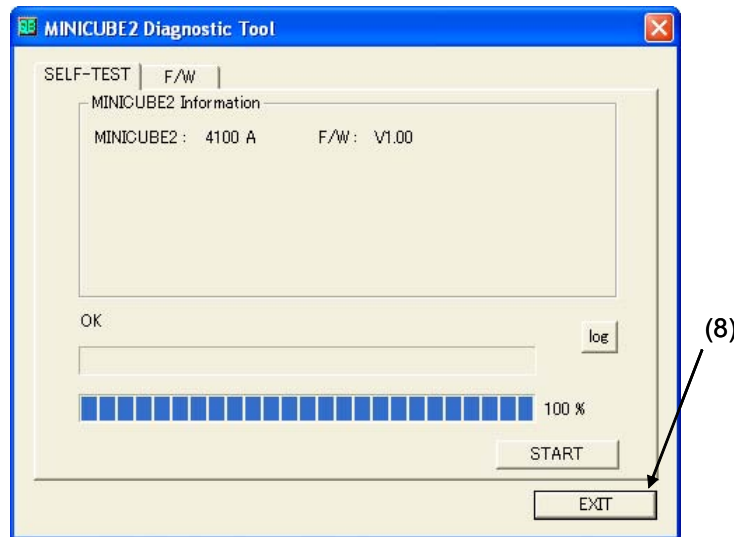 MINICUBE2 Diagnostic Tool
SELF-TEST
F/W
MINICUBE2 Information
MINICUBE2 : 4100 A F/W : V1.00
OK
log
(8)
100 %
START
EXIT